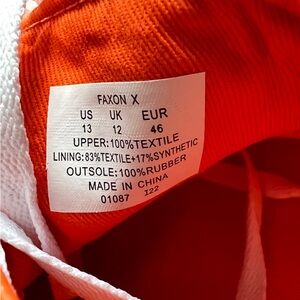 FAXON X
US UK EUR
13 12 46
UPPER:100%TEXTILE
LINING:83%TEXTILE+17%SYNTHETIC
OUTSOLE:100%RUBBER
MADE IN CHINA
01087 I22